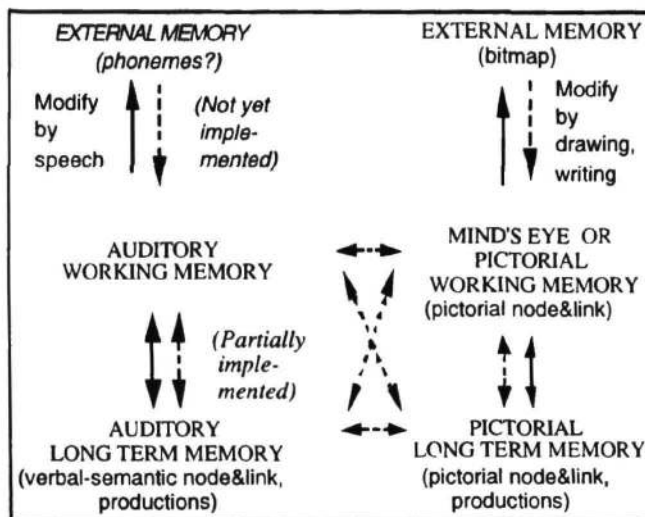 EXTERNAL MEMORY
(phonemes?)
EXTERNAL MEMORY
(bitmap)
Modify
by
speech
(Not yet
imple-
mented)
Modify
by
drawing,
writing
AUDITORY
WORKING MEMORY
MIND'S EYE OR
PICTORIAL
WORKING MEMORY
(pictorial node&link)
(Partially
imple-
mented)
AUDITORY
LONG TERM MEMORY
(verbal-semantic node&link,
productions)
PICTORIAL
LONG TERM MEMORY
(pictorial node&link,
productions)